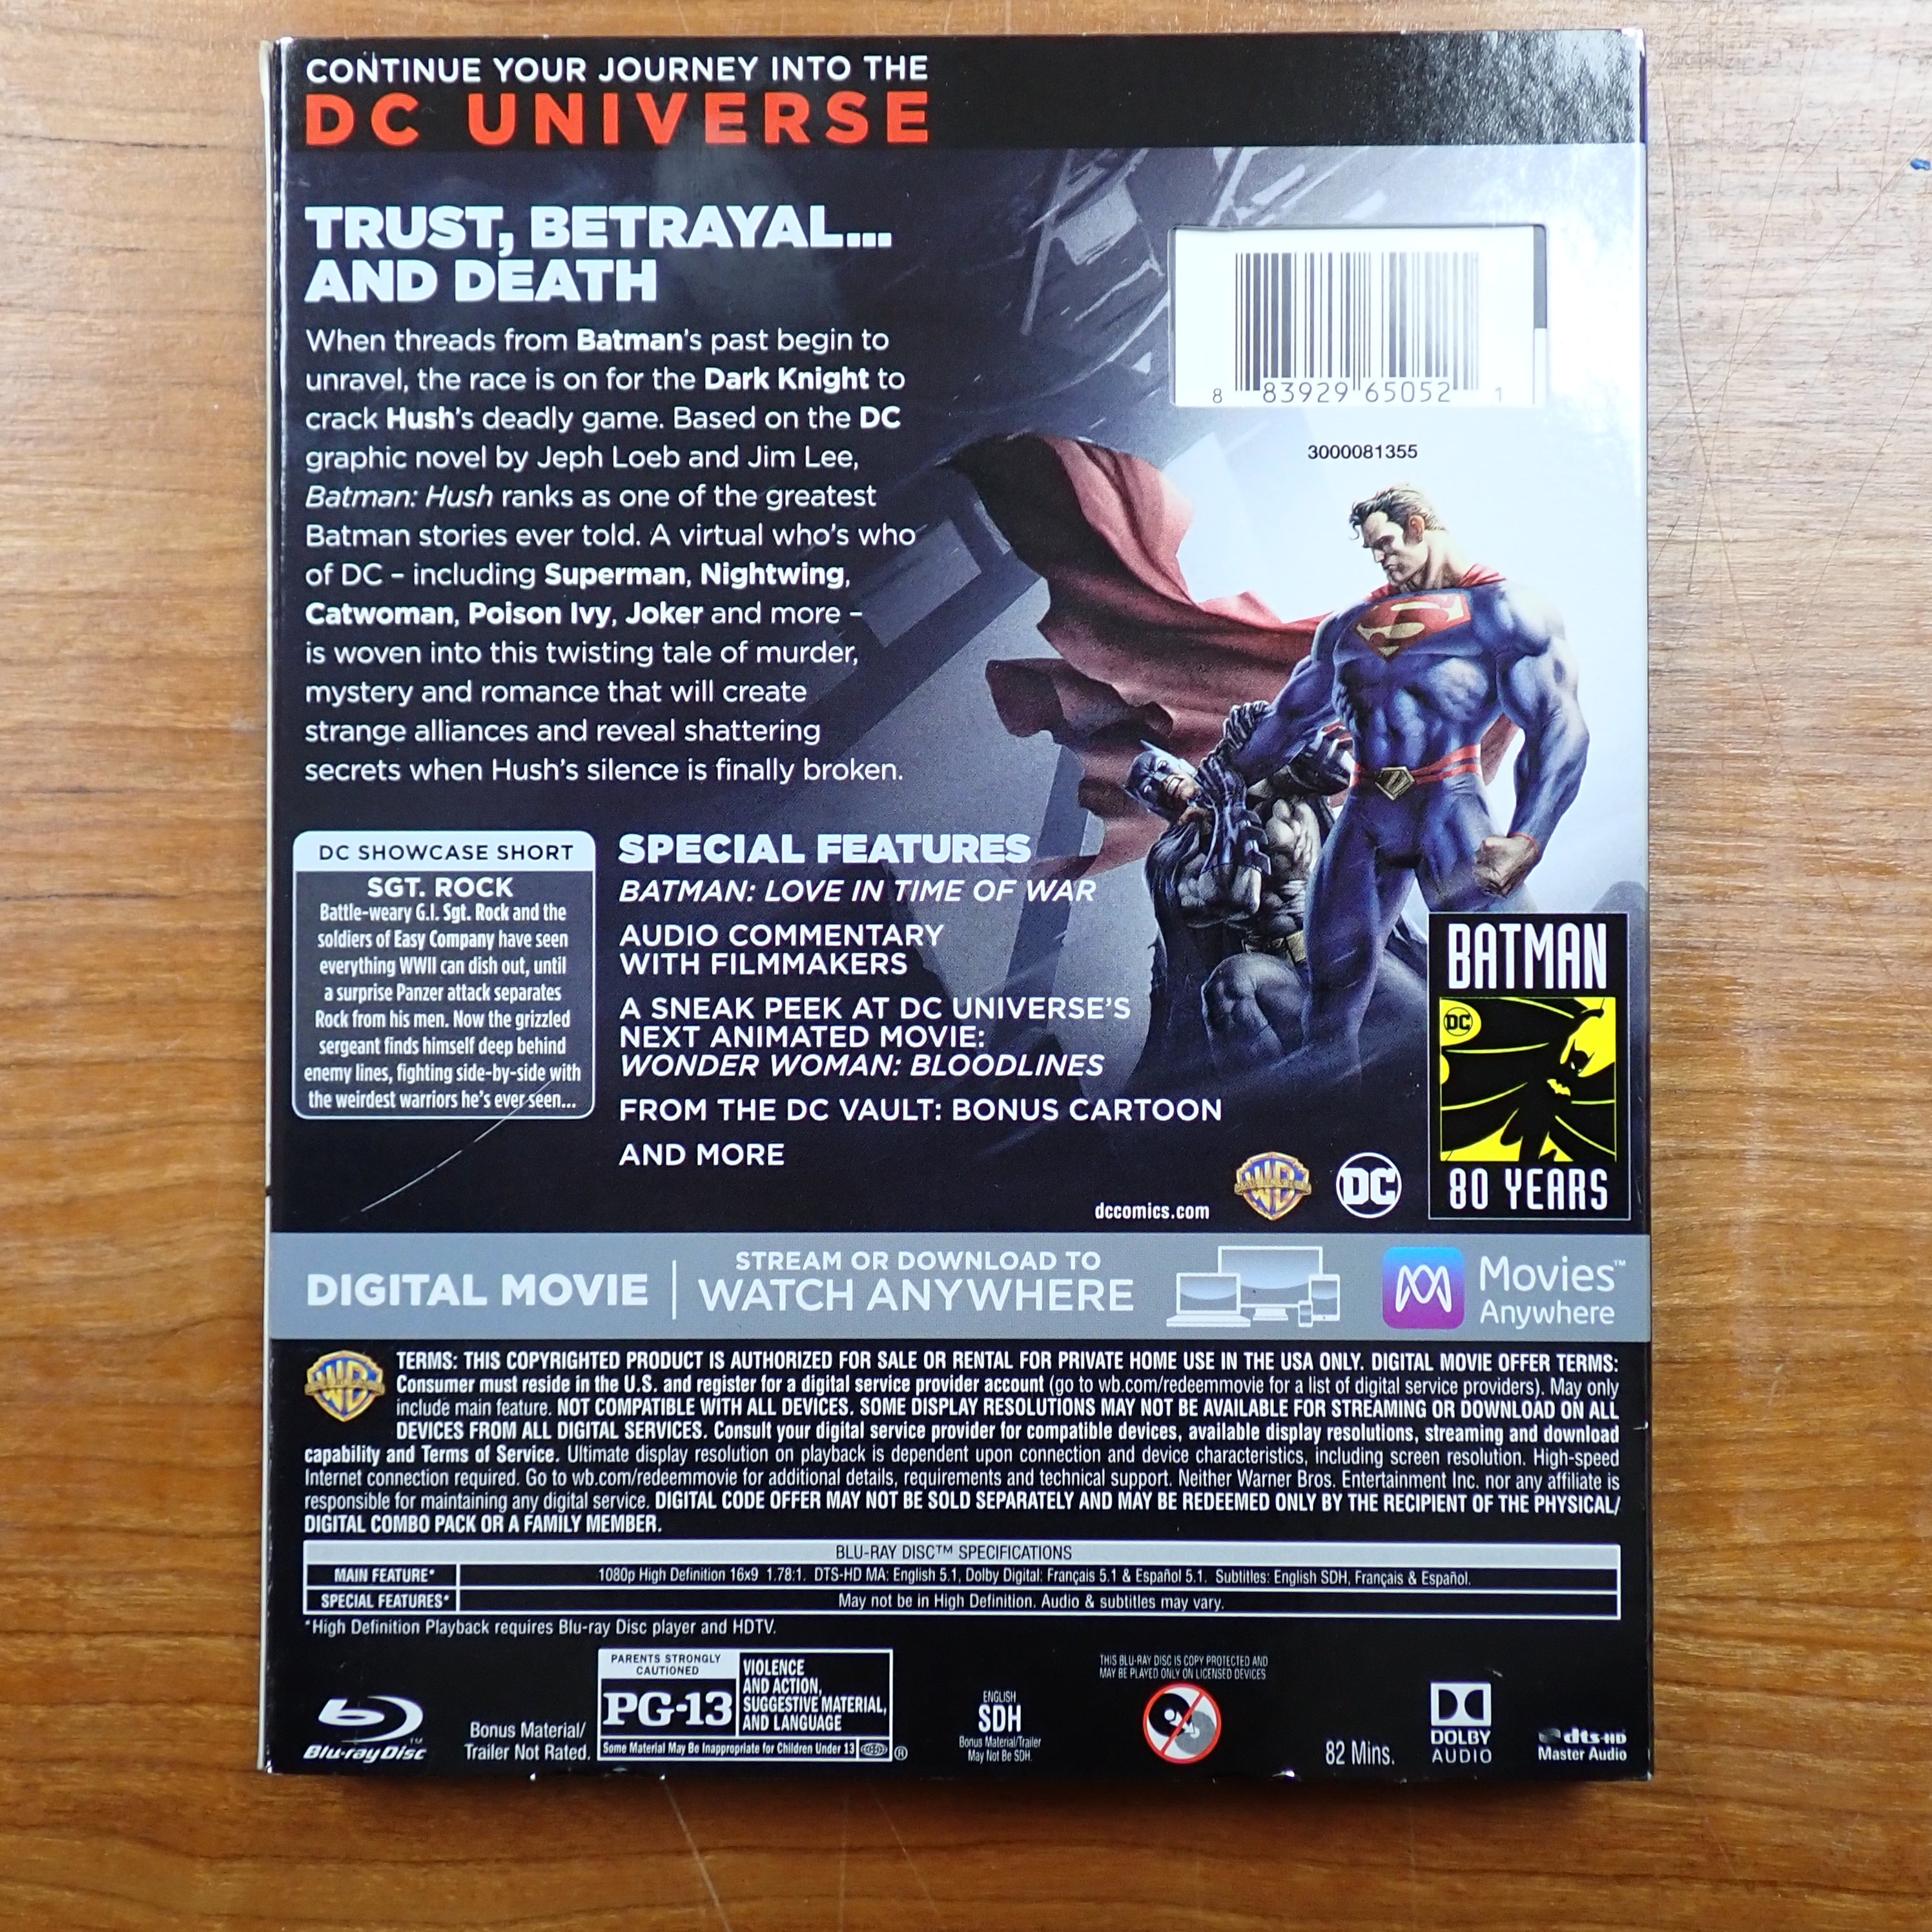 CONTINUE YOUR JOURNEY INTO THE
DC UNIVERSE
TRUST, BETRAYAL...
AND DEATH
When threads from Batman's past begin to
unravel, the race is on for the Dark Knight to
crack Hush's deadly game. Based on the DC
graphic novel by Jeph Loeb and Jim Lee,
Batman: Hush ranks as one of the greatest
Batman stories ever told. A virtual who's who
of DC – including Superman, Nightwing,
Catwoman, Poison Ivy, Joker and more –
is woven into this twisting tale of murder,
mystery and romance that will create
strange alliances and reveal shattering
secrets when Hush's silence is finally broken.
8 83929 65052 1
3000081355
DC SHOWCASE SHORT
SGT. ROCK
Battle-weary G.I. Sgt. Rock and the
soldiers of Easy Company have seen
everything WWII can dish out, until
a surprise Panzer attack separates
Rock from his men. Now the grizzled
sergeant finds himself deep behind
enemy lines, fighting side-by-side with
the weirdest warriors he's ever seen...
SPECIAL FEATURES
BATMAN: LOVE IN TIME OF WAR
AUDIO COMMENTARY
WITH FILMMAKERS
A SNEAK PEEK AT DC UNIVERSE'S
NEXT ANIMATED MOVIE:
WONDER WOMAN: BLOODLINES
FROM THE DC VAULT: BONUS CARTOON
AND MORE
dccomics.com
WB
DC
BATMAN
DC
80 YEARS
DIGITAL MOVIE
STREAM OR DOWNLOAD TO
WATCH ANYWHERE
Movies™
Anywhere
WB
TERMS: THIS COPYRIGHTED PRODUCT IS AUTHORIZED FOR SALE OR RENTAL FOR PRIVATE HOME USE IN THE USA ONLY. DIGITAL MOVIE OFFER TERMS:
Consumer must reside in the U.S. and register for a digital service provider account (go to wb.com/redeemmovie for a list of digital service providers). May only
include main feature. NOT COMPATIBLE WITH ALL DEVICES. SOME DISPLAY RESOLUTIONS MAY NOT BE AVAILABLE FOR STREAMING OR DOWNLOAD ON ALL
DEVICES FROM ALL DIGITAL SERVICES. Consult your digital service provider for compatible devices, available display resolutions, streaming and download
capability and Terms of Service. Ultimate display resolution on playback is dependent upon connection and device characteristics, including screen resolution. High-speed
Internet connection required. Go to wb.com/redeemmovie for additional details, requirements and technical support. Neither Warner Bros. Entertainment Inc. nor any affiliate is
responsible for maintaining any digital service. DIGITAL CODE OFFER MAY NOT BE SOLD SEPARATELY AND MAY BE REDEEMED ONLY BY THE RECIPIENT OF THE PHYSICAL/
DIGITAL COMBO PACK OR A FAMILY MEMBER.
BLU-RAY DISC™ SPECIFICATIONS
MAIN FEATURE* 1080p High Definition 16x9 1.78:1. DTS-HD MA: English 5.1, Dolby Digital: Français 5.1 & Español 5.1. Subtitles: English SDH, Français & Español.
SPECIAL FEATURES* May not be in High Definition. Audio & subtitles may vary.
*High Definition Playback requires Blu-ray Disc player and HDTV.
Blu-ray Disc™
Bonus Material/
Trailer Not Rated.
PARENTS STRONGLY
CAUTIONED
PG-13
VIOLENCE
AND ACTION,
SUGGESTIVE MATERIAL,
AND LANGUAGE
Some Material May Be Inappropriate for Children Under 13
®
ENGLISH
SDH
Bonus Material/Trailer
May Not Be SDH.
THIS BLU-RAY DISC IS COPY PROTECTED AND
MAY BE PLAYED ONLY ON LICENSED DEVICES
82 Mins.
DOLBY
AUDIO
dts-HD
Master Audio